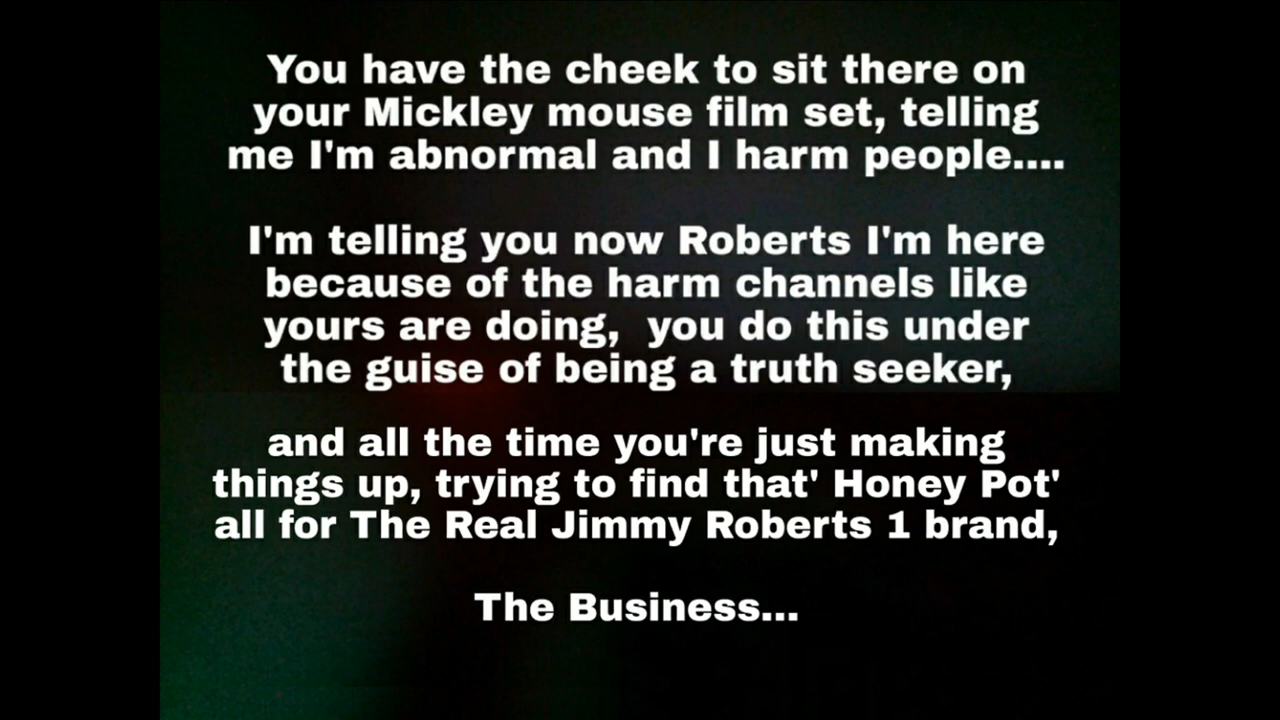 You have the cheek to sit there on
your Mickley mouse film set, telling
me I'm abnormal and I harm people....
I'm telling you now Roberts I'm here
because of the harm channels like
yours are doing,  you do this under
the guise of being a truth seeker,
and all the time you're just making
things up, trying to find that' Honey Pot'
all for The Real Jimmy Roberts 1 brand,
The Business...